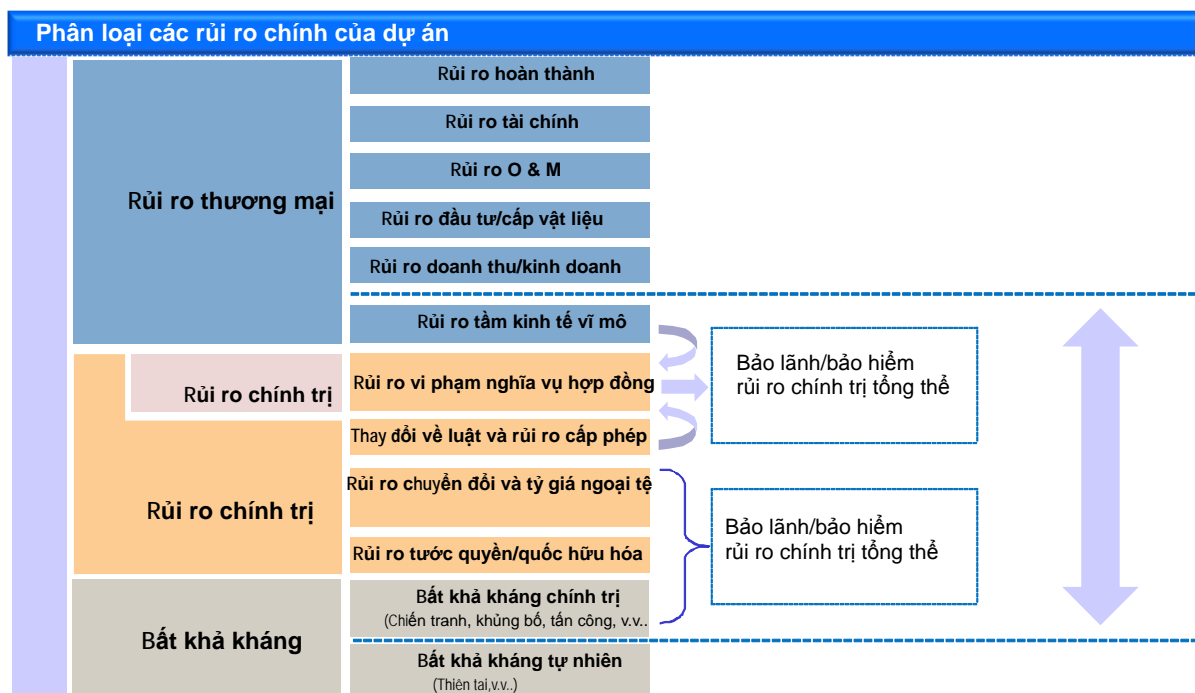 Phân loại các rủi ro chính của dự án
Rủi ro thương mại
Rủi ro hoàn thành
Rủi ro tài chính
Rủi ro O & M
Rủi ro đầu tư/cấp vật liệu
Rủi ro doanh thu/kinh doanh
Rủi ro tầm kinh tế vĩ mô
Rủi ro chính trị
Rủi ro vi phạm nghĩa vụ hợp đồng
Thay đổi về luật và rủi ro cấp phép
Bảo lãnh/bảo hiểm
rủi ro chính trị tổng thể
Rủi ro chính trị
Rủi ro chuyển đổi và tỷ giá ngoại tệ
Rủi ro tước quyền/quốc hữu hóa
Bảo lãnh/bảo hiểm
rủi ro chính trị tổng thể
Bất khả kháng
Bất khả kháng chính trị
(Chiến tranh, khủng bố, tấn công, v.v..
Bất khả kháng tự nhiên
(Thiên tai,v.v..)